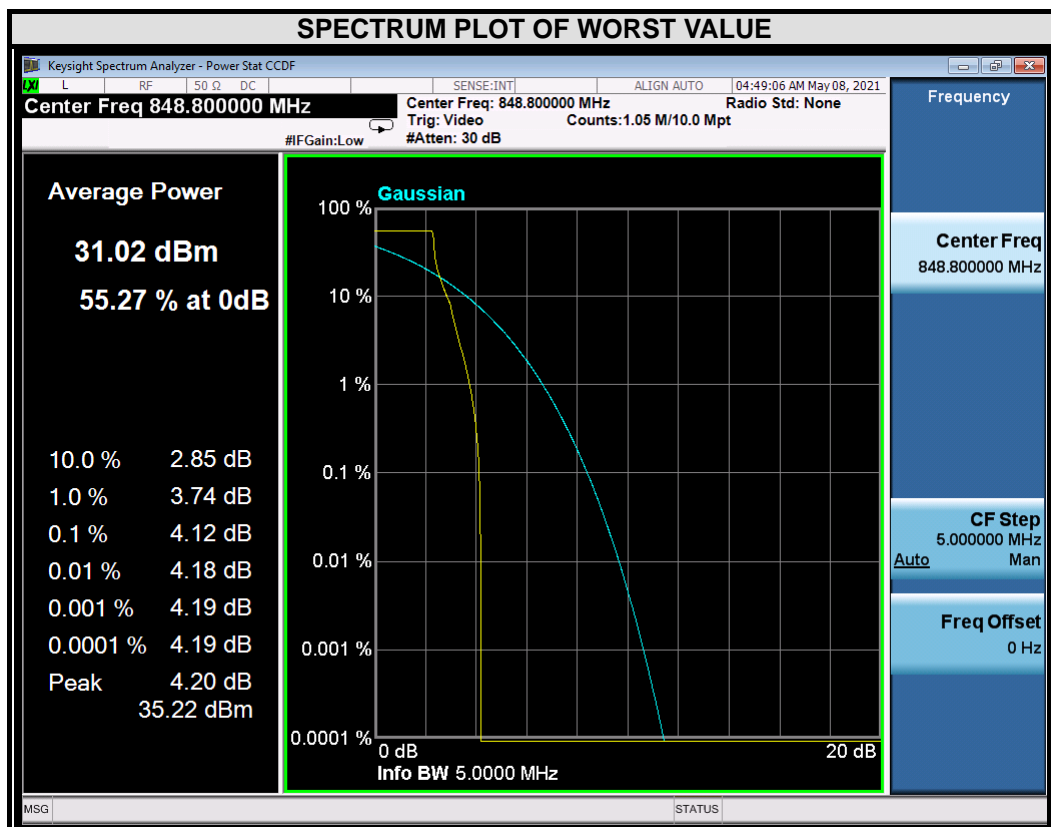 SPECTRUM PLOT OF WORST VALUE
Keysight Spectrum Analyzer - Power Stat CCDF
LXI L RF 50 Ω DC SENSE:INT ALIGN AUTO 04:49:06 AM May 08, 2021
Center Freq 848.800000 MHz
#IFGain:Low
Center Freq: 848.800000 MHz Radio Std: None
Trig: Video Counts:1.05 M/10.0 Mpt
#Atten: 30 dB
Average Power
31.02 dBm
55.27 % at 0dB
10.0 % 2.85 dB
1.0 % 3.74 dB
0.1 % 4.12 dB
0.01 % 4.18 dB
0.001 % 4.19 dB
0.0001 % 4.19 dB
Peak 4.20 dB
35.22 dBm
Gaussian
100 %
10 %
1 %
0.1 %
0.01 %
0.001 %
0.0001 %
0 dB 20 dB
Info BW 5.0000 MHz
Frequency
Center Freq
848.800000 MHz
CF Step
5.000000 MHz
Auto Man
Freq Offset
0 Hz
MSG STATUS